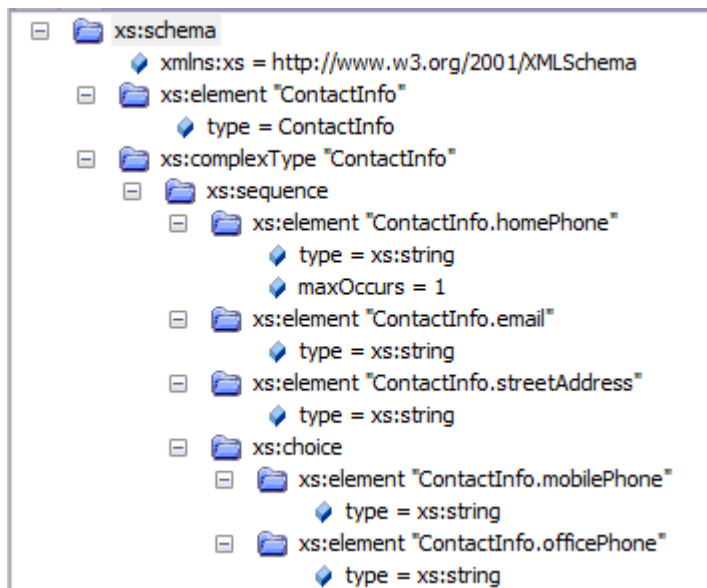 xs:schema
xmlns:xs = http://www.w3.org/2001/XMLSchema
xs:element "ContactInfo"
type = ContactInfo
xs:complexType "ContactInfo"
xs:sequence
xs:element "ContactInfo.homePhone"
type = xs:string
maxOccurs = 1
xs:element "ContactInfo.email"
type = xs:string
xs:element "ContactInfo.streetAddress"
type = xs:string
xs:choice
xs:element "ContactInfo.mobilePhone"
type = xs:string
xs:element "ContactInfo.officePhone"
type = xs:string